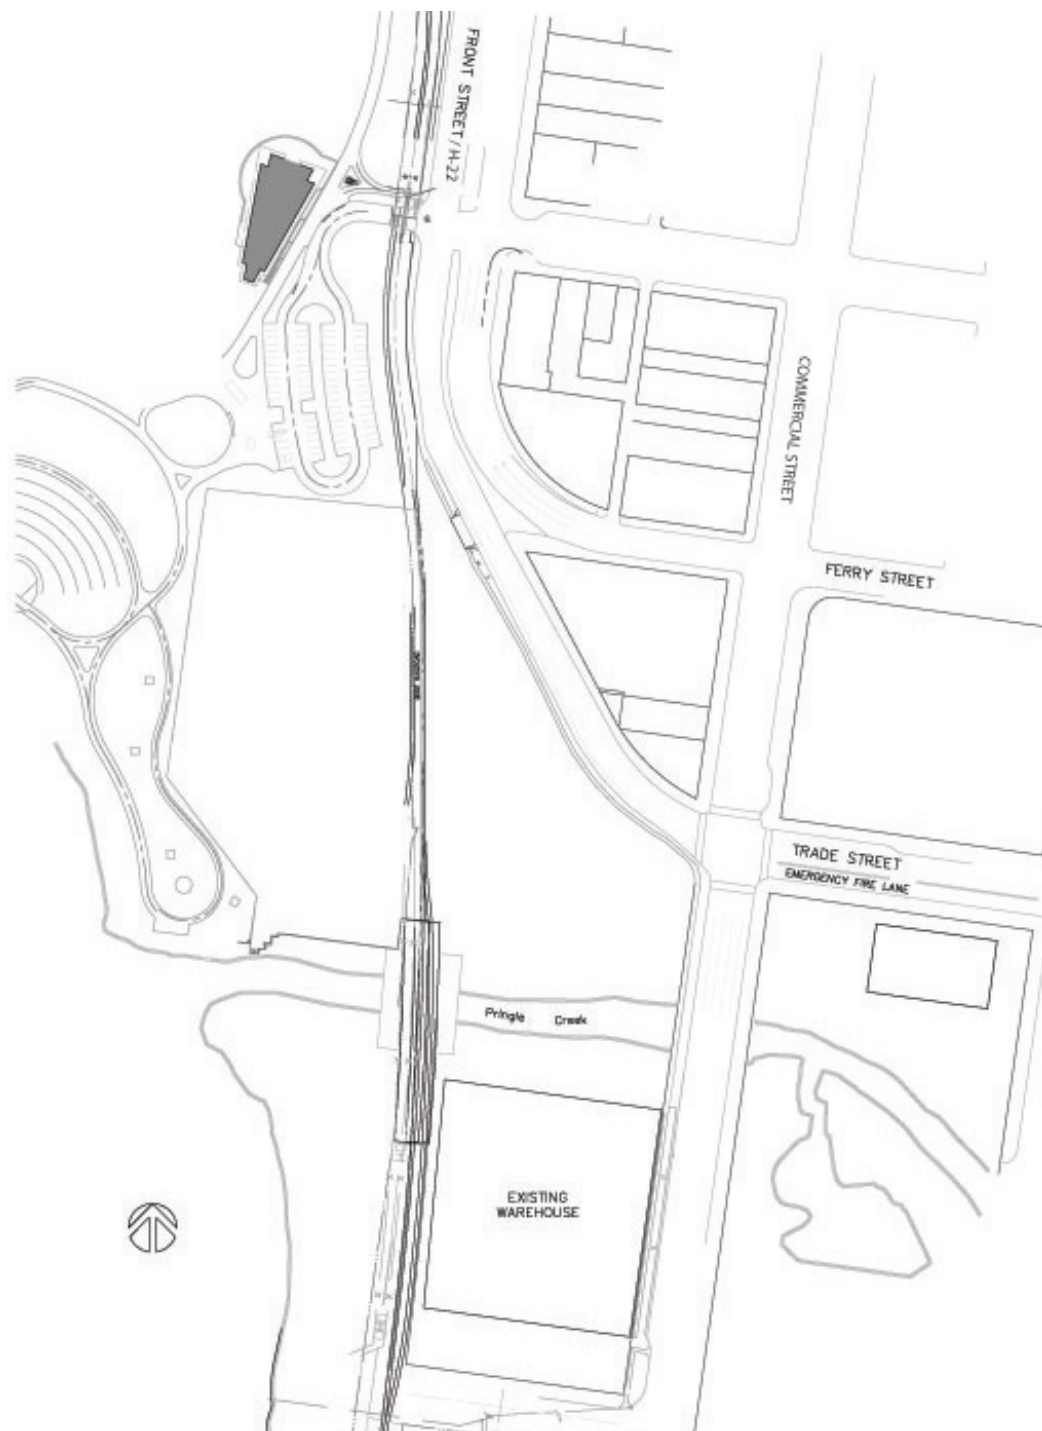 FRONT STREET/H-22
COMMERCIAL STREET
FERRY STREET
TRADE STREET
EMERGENCY FIRE LANE
Pringle Creek
EXISTING
WAREHOUSE